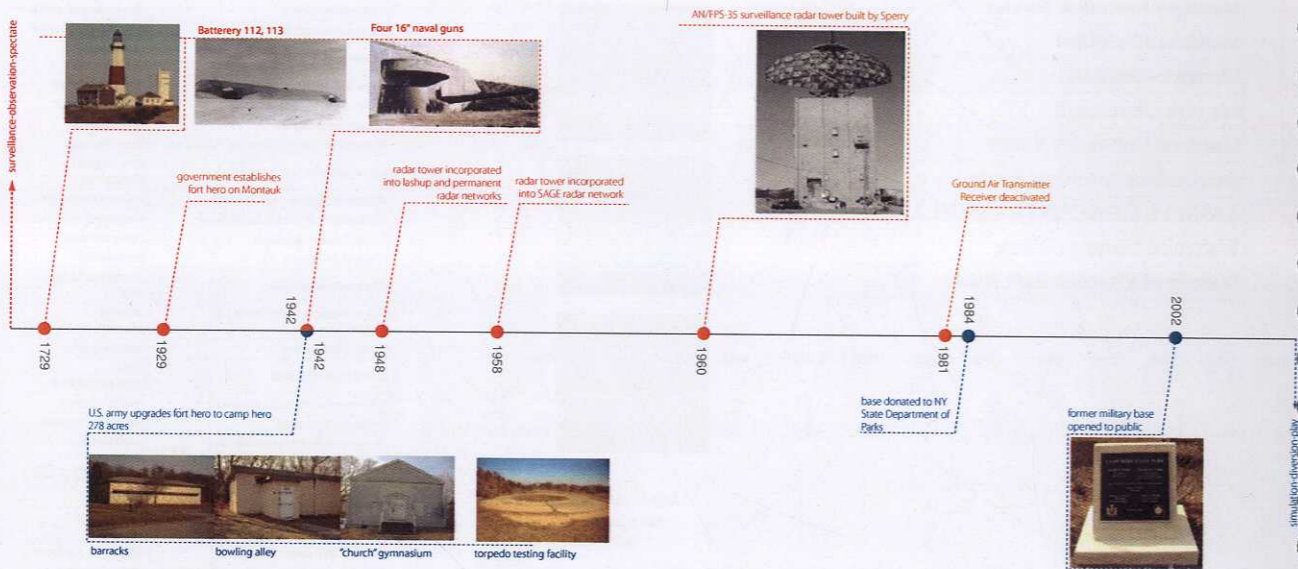 AN/FPS-35 surveillance radar tower built by Sperry
Batterery 112, 113
Four 16" naval guns
surveillance-observation-spectate
government establishes
fort hero on Montauk
radar tower incorporated
into lashup and permanent
radar networks
radar tower incorporated
into SAGE radar network
Ground Air Transmitter
Receiver deactivated
1942
1984
2002
1729
1929
1942
1948
1958
1960
1981
U.S. army upgrades fort hero to camp hero
278 acres
base donated to NY
State Department of
Parks
former military base
opened to public
simulation-diversion-play
barracks
bowling alley
"church" gymnasium
torpedo testing facility